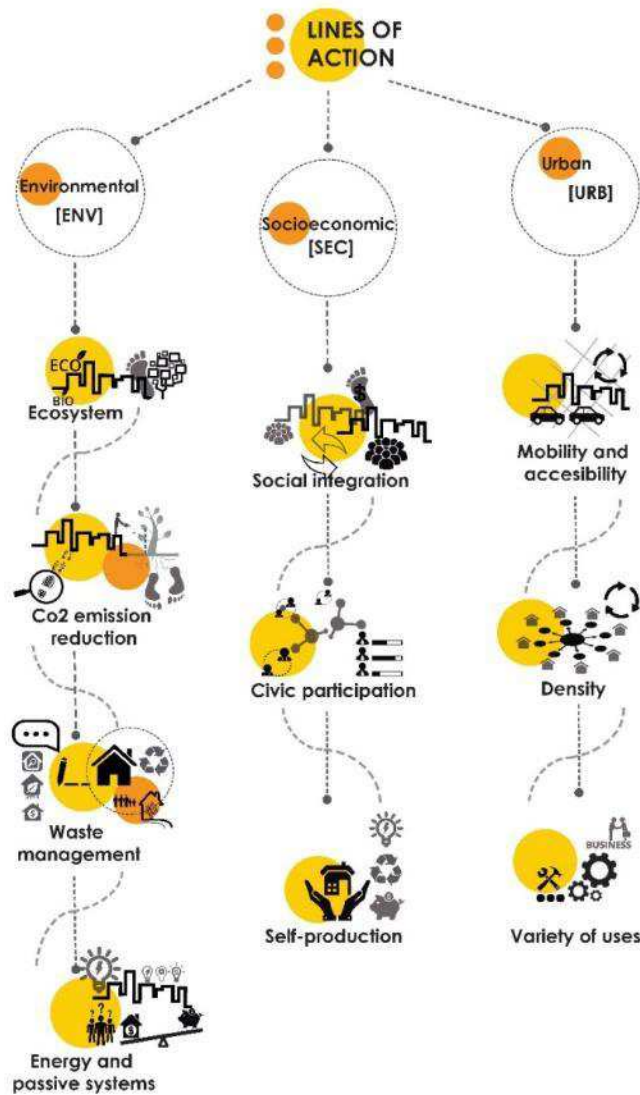 LINES OF
ACTION
Environmental
[ENV]
Socioeconomic
[SEC]
Urban
[URB]
ECO
BIO
Ecosystem
$
Social integration
Mobility and
accesibility
Co2 emission
reduction
Civic participation
Density
Waste
management
$
Self-production
BUSINESS
Variety of uses
? ? ?
$
Energy and
passive systems